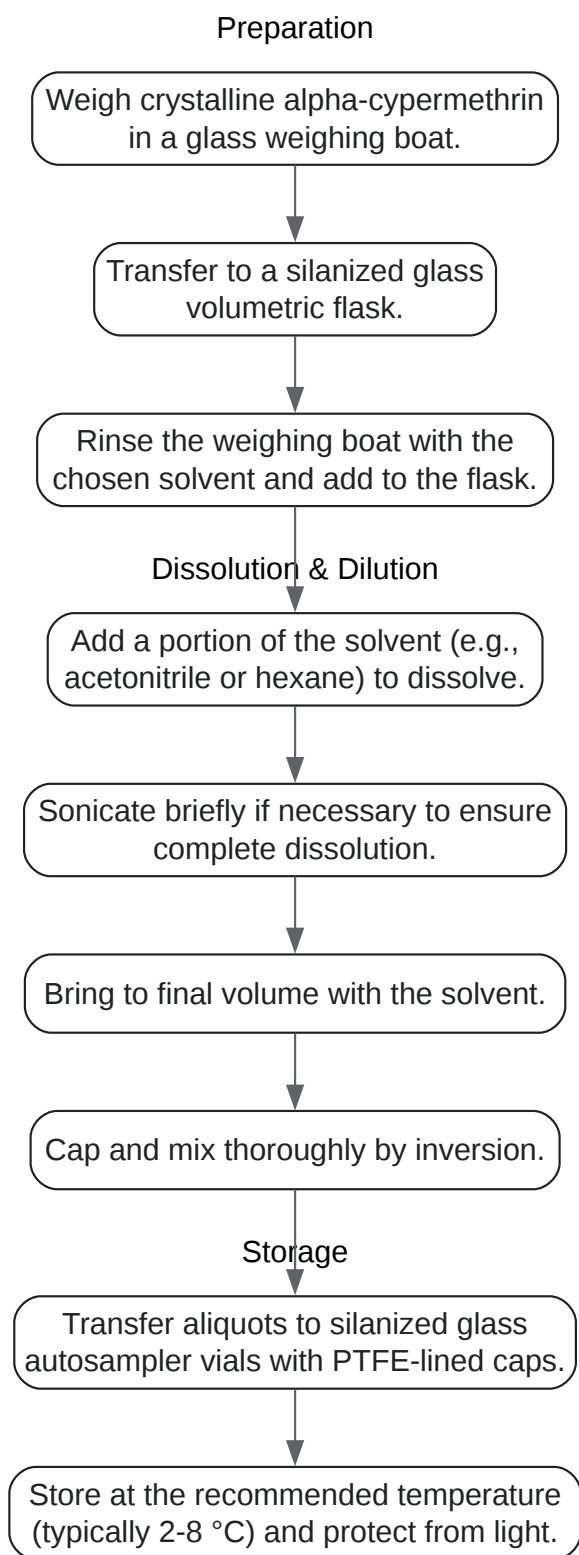 Preparation
Weigh crystalline alpha-cypermethrin
in a glass weighing boat.
Transfer to a silanized glass
volumetric flask.
Rinse the weighing boat with the
chosen solvent and add to the flask.
Dissolution & Dilution
Add a portion of the solvent (e.g.,
acetonitrile or hexane) to dissolve.
Sonicate briefly if necessary to ensure
complete dissolution.
Bring to final volume with the solvent.
Cap and mix thoroughly by inversion.
Storage
Transfer aliquots to silanized glass
autosampler vials with PTFE-lined caps.
Store at the recommended temperature
(typically 2-8 °C) and protect from light.